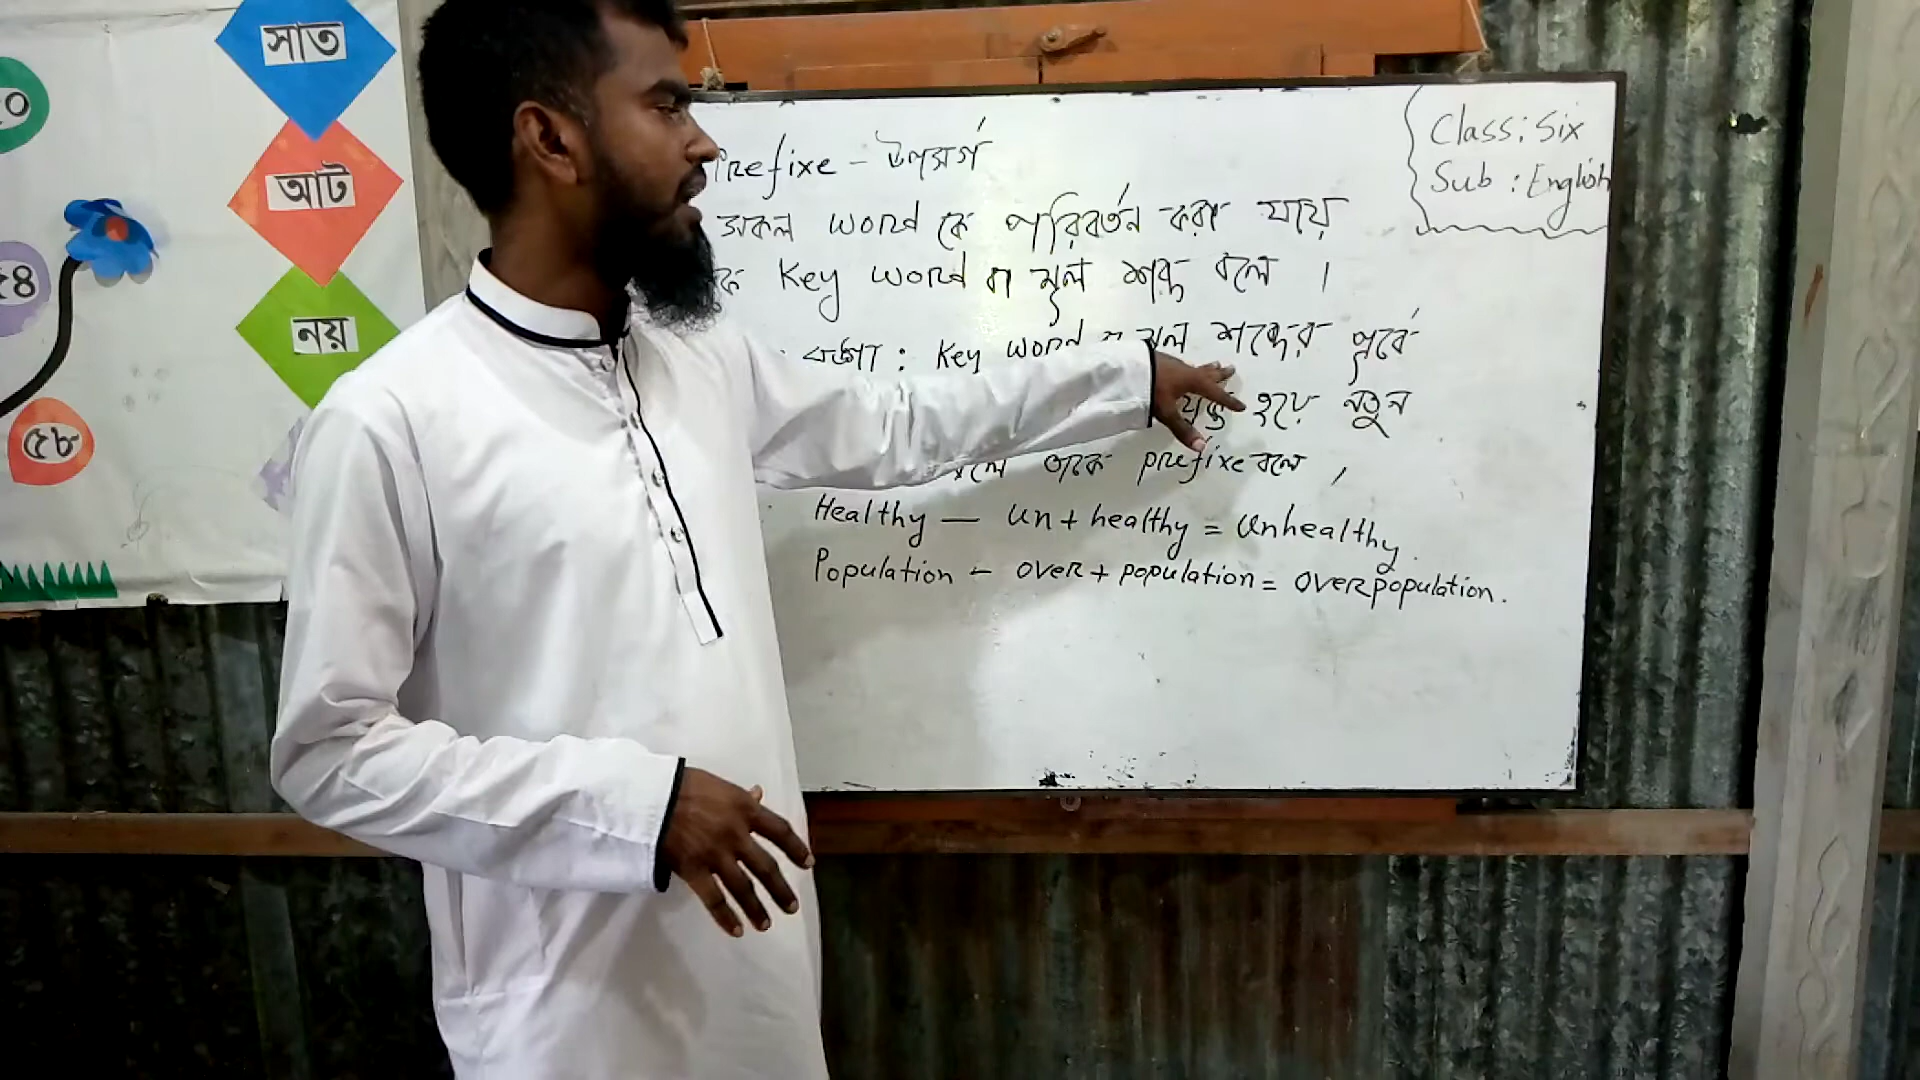 সাত
আট
নয়
৫৪
৫৮
Class: Six
Sub : English
Prefixe - উপসর্গ
সকল word কে পরিবর্তন করা যায়
কে Key word বা মূল শব্দ বলে ।
Key word মূল শব্দের পূর্বে
যুক্ত হয়ে নতুন
তাকে prefixe বলে ,
Healthy — un + healthy = Unhealthy.
Population - over + population = overpopulation.